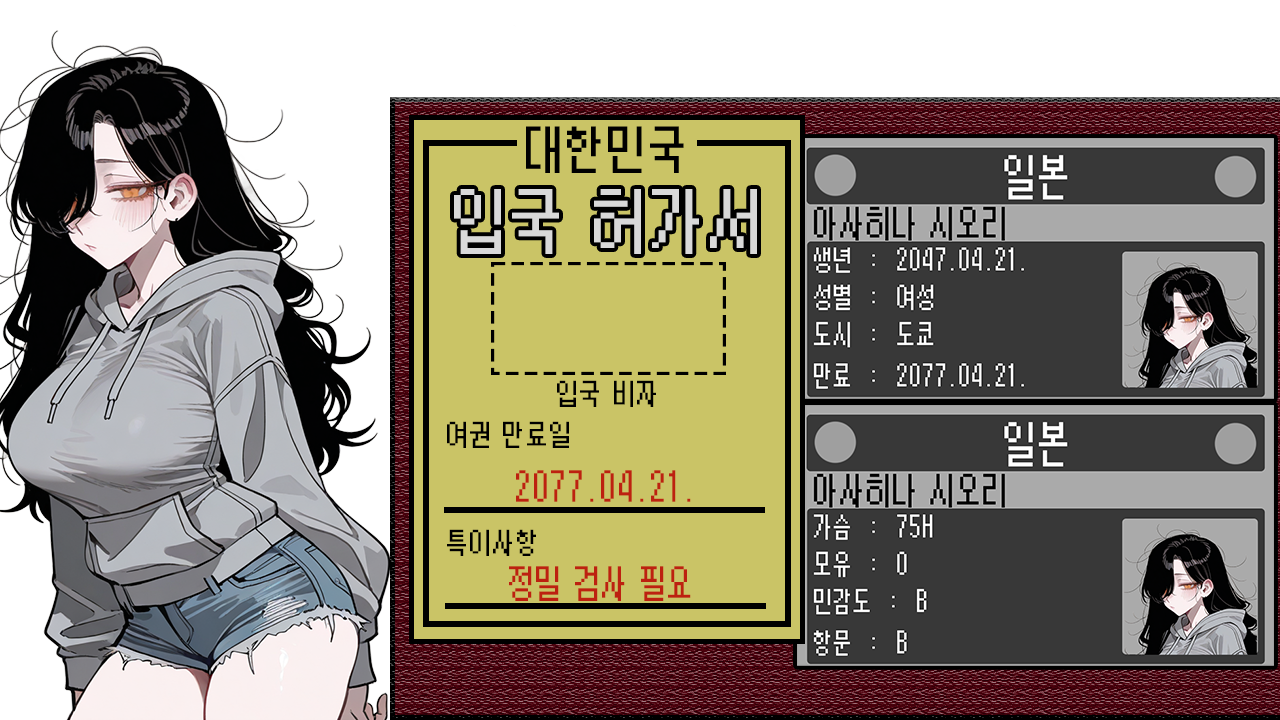 대한민국
입국 허가서
입국 비자
여권 만료일
2077.04.21.
특이사항
정밀 검사 필요
일본
아사히나 시오리
생년 : 2047.04.21.
성별 : 여성
도시 : 도쿄
만료 : 2077.04.21.
일본
아사히나 시오리
가슴 : 75H
모유 : 0
민감도 : B
항문 : B